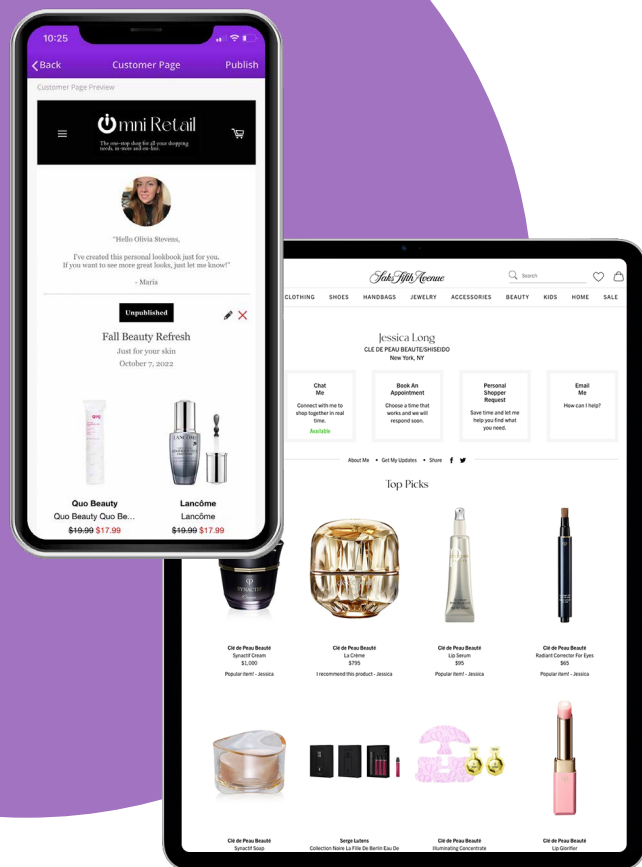 10:25
Back
Customer Page
Publish
Customer Page Preview
Omni Retail
The one-stop shop for all your shopping
needs, in-store and on-line.
"Hello Olivia Stevens,
I've created this personal lookbook just for you.
If you want to see more great looks, just let me know!"
- Maria
Unpublished
Fall Beauty Refresh
Just for your skin
October 7, 2022
QUO
LANCÔME
Quo Beauty
Quo Beauty Quo Be...
$19.99 $17.99
Lancôme
Lancôme
$19.99 $17.99
Saks Fifth Avenue
Search
CLOTHING SHOES HANDBAGS JEWELRY ACCESSORIES BEAUTY KIDS HOME SALE
Jessica Long
CLE DE PEAU BEAUTE/SHISEIDO
New York, NY
Chat
Me
Connect with me to
shop together in real
time.
Available
Book An
Appointment
Choose a time that
works and we will
respond soon.
Personal
Shopper
Request
Save time and let me
help you find what
you need.
Email
Me
How can I help?
About Me • Get My Updates • Share
Top Picks
SYNACTIF
Clé de Peau Beauté
Synactif Cream
$1,000
Popular item! - Jessica
Clé de Peau Beauté
La Crème
$795
I recommend this product - Jessica
Clé de Peau Beauté
Lip Serum
$95
Popular item! - Jessica
Clé de Peau Beauté
Radiant Corrector For Eyes
$65
Popular item! - Jessica
Clé de Peau Beauté
Synactif Soap
Serge Lutens
Collection Noire La Fille De Berlin Eau De
Clé de Peau Beauté
Illuminating Concentrate
Clé de Peau Beauté
Lip Glorifier